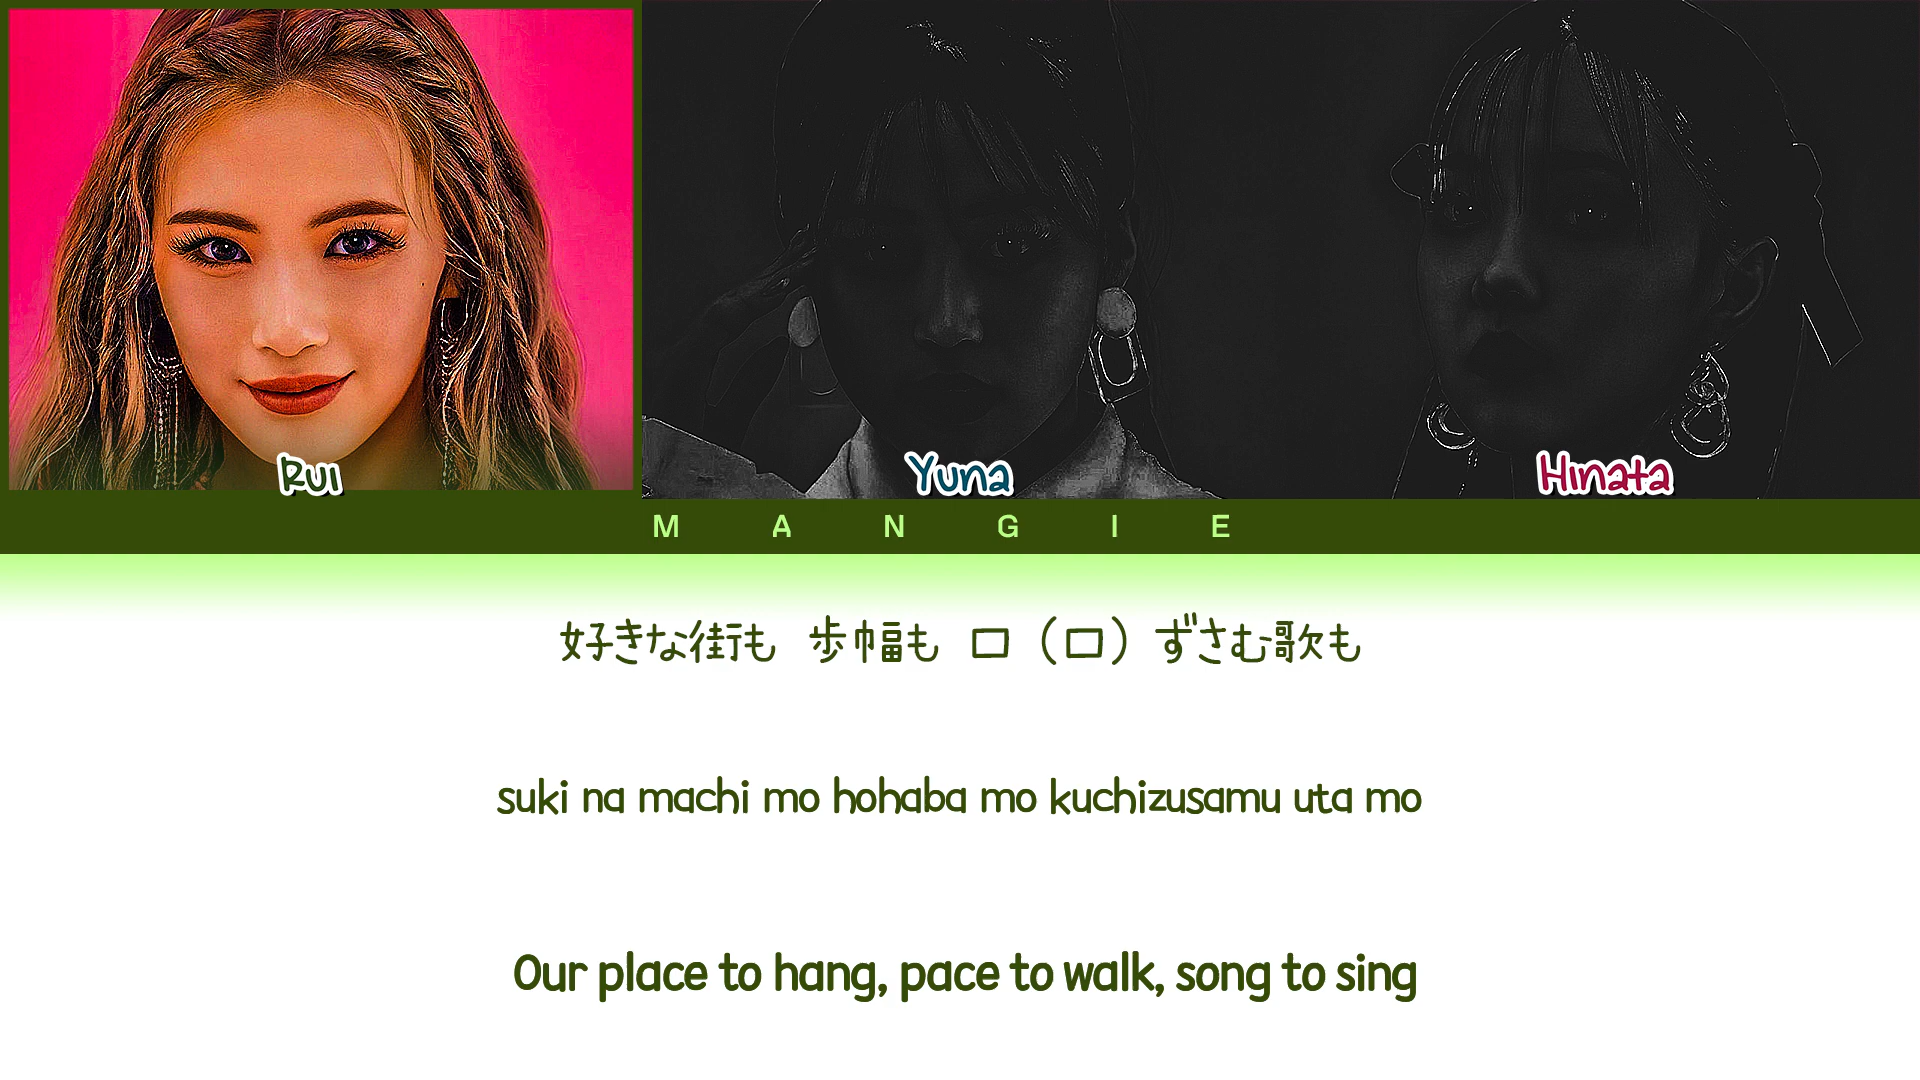 Rui
Yuna
Hinata
MANGIE
好きな街も 歩幅も 口（口）ずさむ歌も
suki na machi mo hohaba mo kuchizusamu uta mo
Our place to hang, pace to walk, song to sing